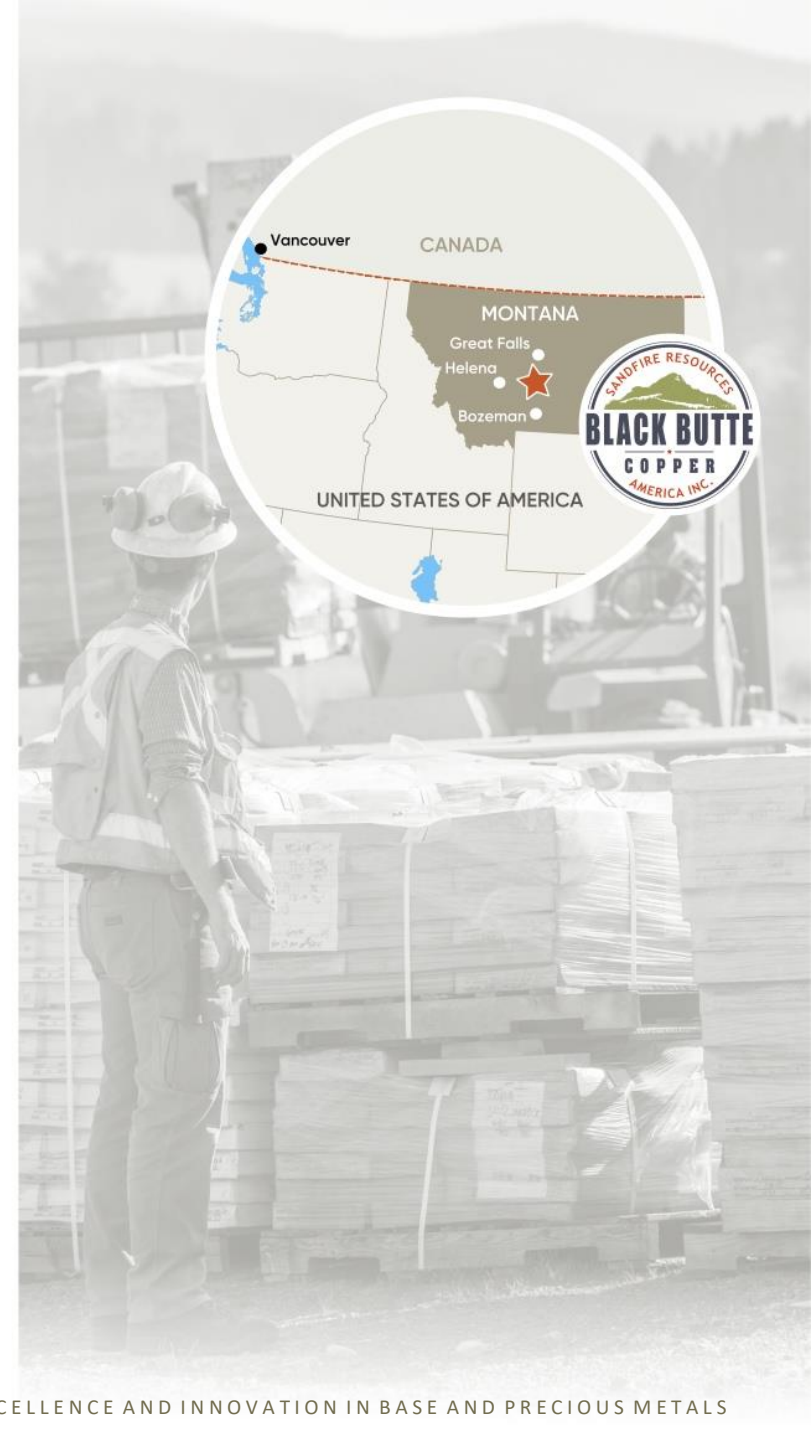 Vancouver
CANADA
MONTANA
Great Falls
Helena
Bozeman
UNITED STATES OF AMERICA
SANDFIRE RESOURCES
BLACK BUTTE
COPPER
AMERICA INC.
CELLENCE AND INNOVATION IN BASE AND PRECIOUS METALS